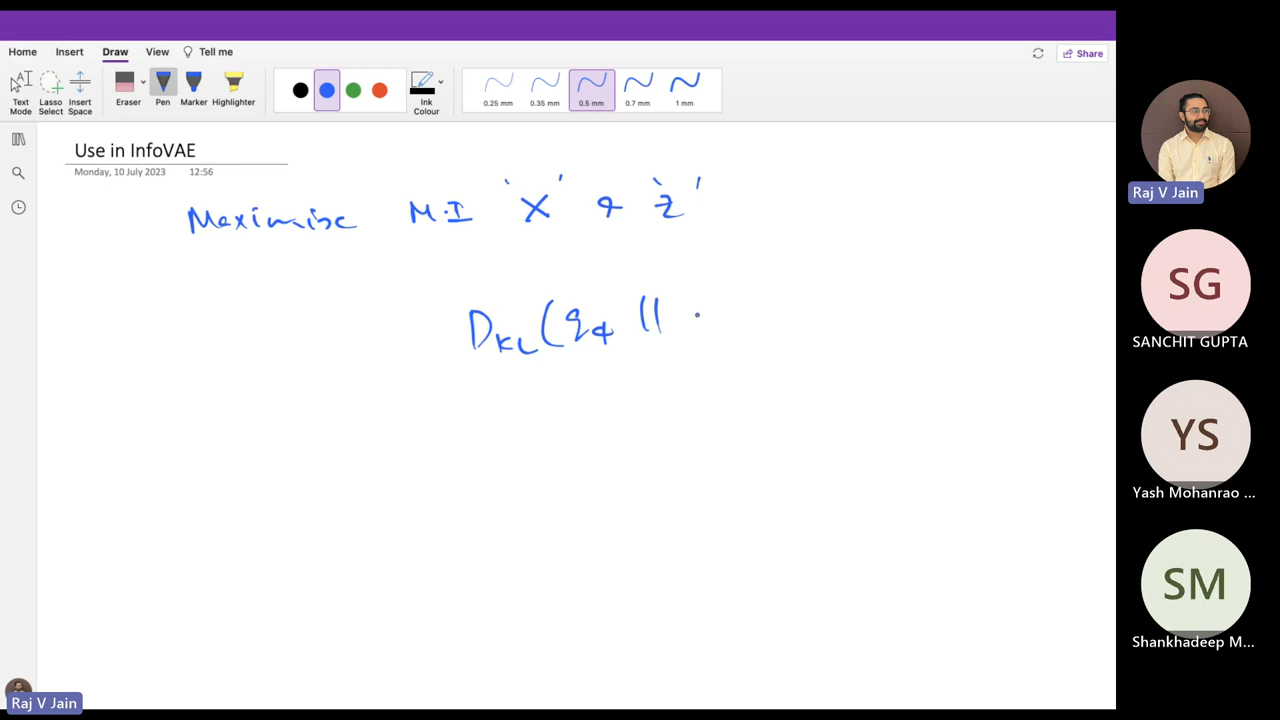 Home Insert Draw View Tell me
Share
Text Mode
Lasso Select
Insert Space
Eraser
Pen
Marker
Highlighter
Ink Colour
0.25 mm 0.35 mm 0.5 mm 0.7 mm 1 mm
Use in InfoVAE
Monday, 10 July 2023 12:56
Maximise M.I 'X' & 'Z'
D_KL (q_φ ||
Raj V Jain
SG
SANCHIT GUPTA
YS
Yash Mohanrao ...
SM
Shankhadeep M...
Raj V Jain